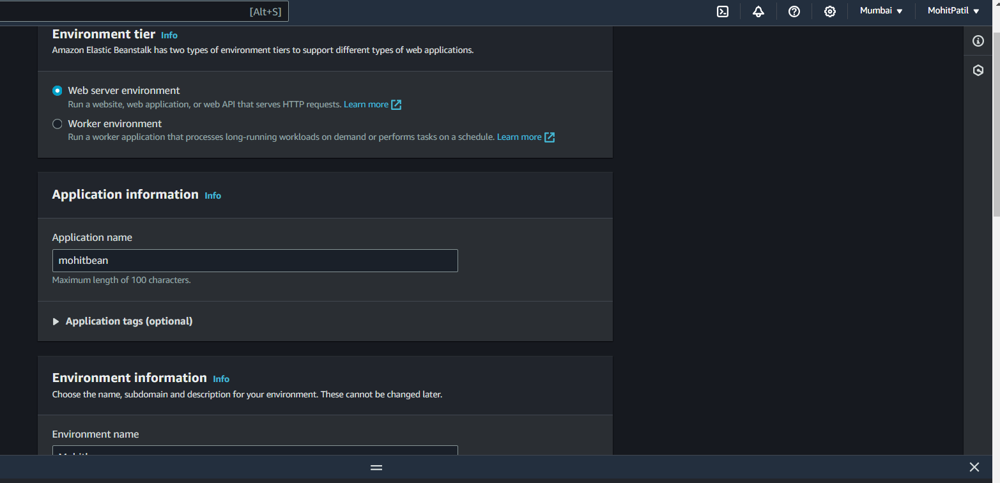 [Alt+S]
Mumbai
MohitPatil
Environment tier Info
Amazon Elastic Beanstalk has two types of environment tiers to support different types of web applications.
Web server environment
Run a website, web application, or web API that serves HTTP requests. Learn more
Worker environment
Run a worker application that processes long-running workloads on demand or performs tasks on a schedule. Learn more
Application information Info
Application name
mohitbean
Maximum length of 100 characters.
Application tags (optional)
Environment information Info
Choose the name, subdomain and description for your environment. These cannot be changed later.
Environment name